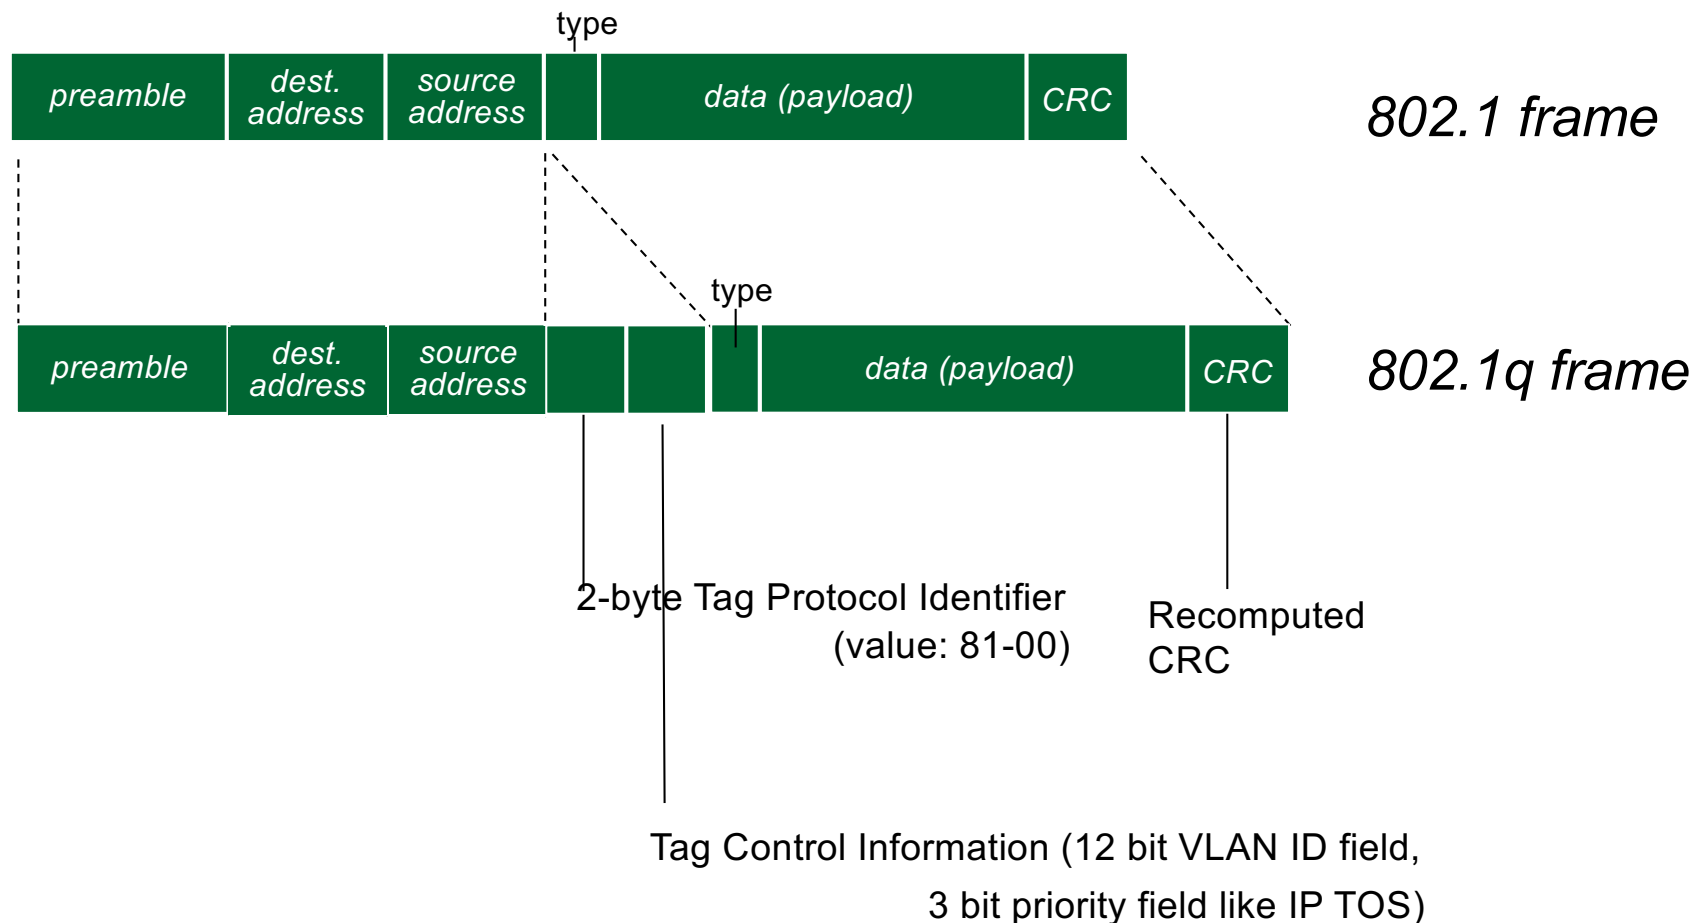 type
preamble
dest.
address
source
address
data (payload)
CRC
802.1 frame
type
preamble
dest.
address
source
address
data (payload)
CRC
802.1q frame
2-byte Tag Protocol Identifier
(value: 81-00)
Recomputed
CRC
Tag Control Information (12 bit VLAN ID field,
3 bit priority field like IP TOS)